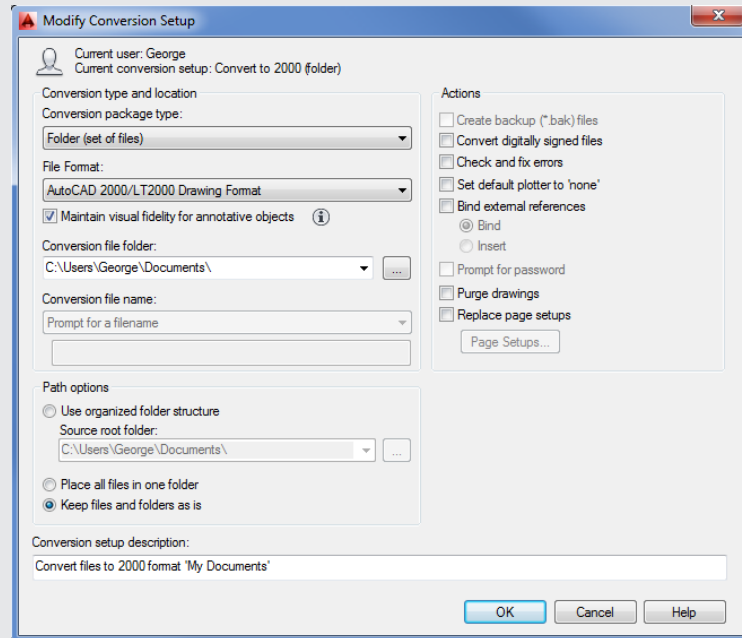 Modify Conversion Setup
Current user: George
Current conversion setup: Convert to 2000 (folder)
Conversion type and location
Conversion package type:
Folder (set of files)
File Format:
AutoCAD 2000/LT2000 Drawing Format
Maintain visual fidelity for annotative objects
Conversion file folder:
C:\Users\George\Documents\
...
Conversion file name:
Prompt for a filename
Path options
Use organized folder structure
Source root folder:
C:\Users\George\Documents\
...
Place all files in one folder
Keep files and folders as is
Actions
Create backup (*.bak) files
Convert digitally signed files
Check and fix errors
Set default plotter to 'none'
Bind external references
Bind
Insert
Prompt for password
Purge drawings
Replace page setups
Page Setups...
Conversion setup description:
Convert files to 2000 format 'My Documents'
OK
Cancel
Help